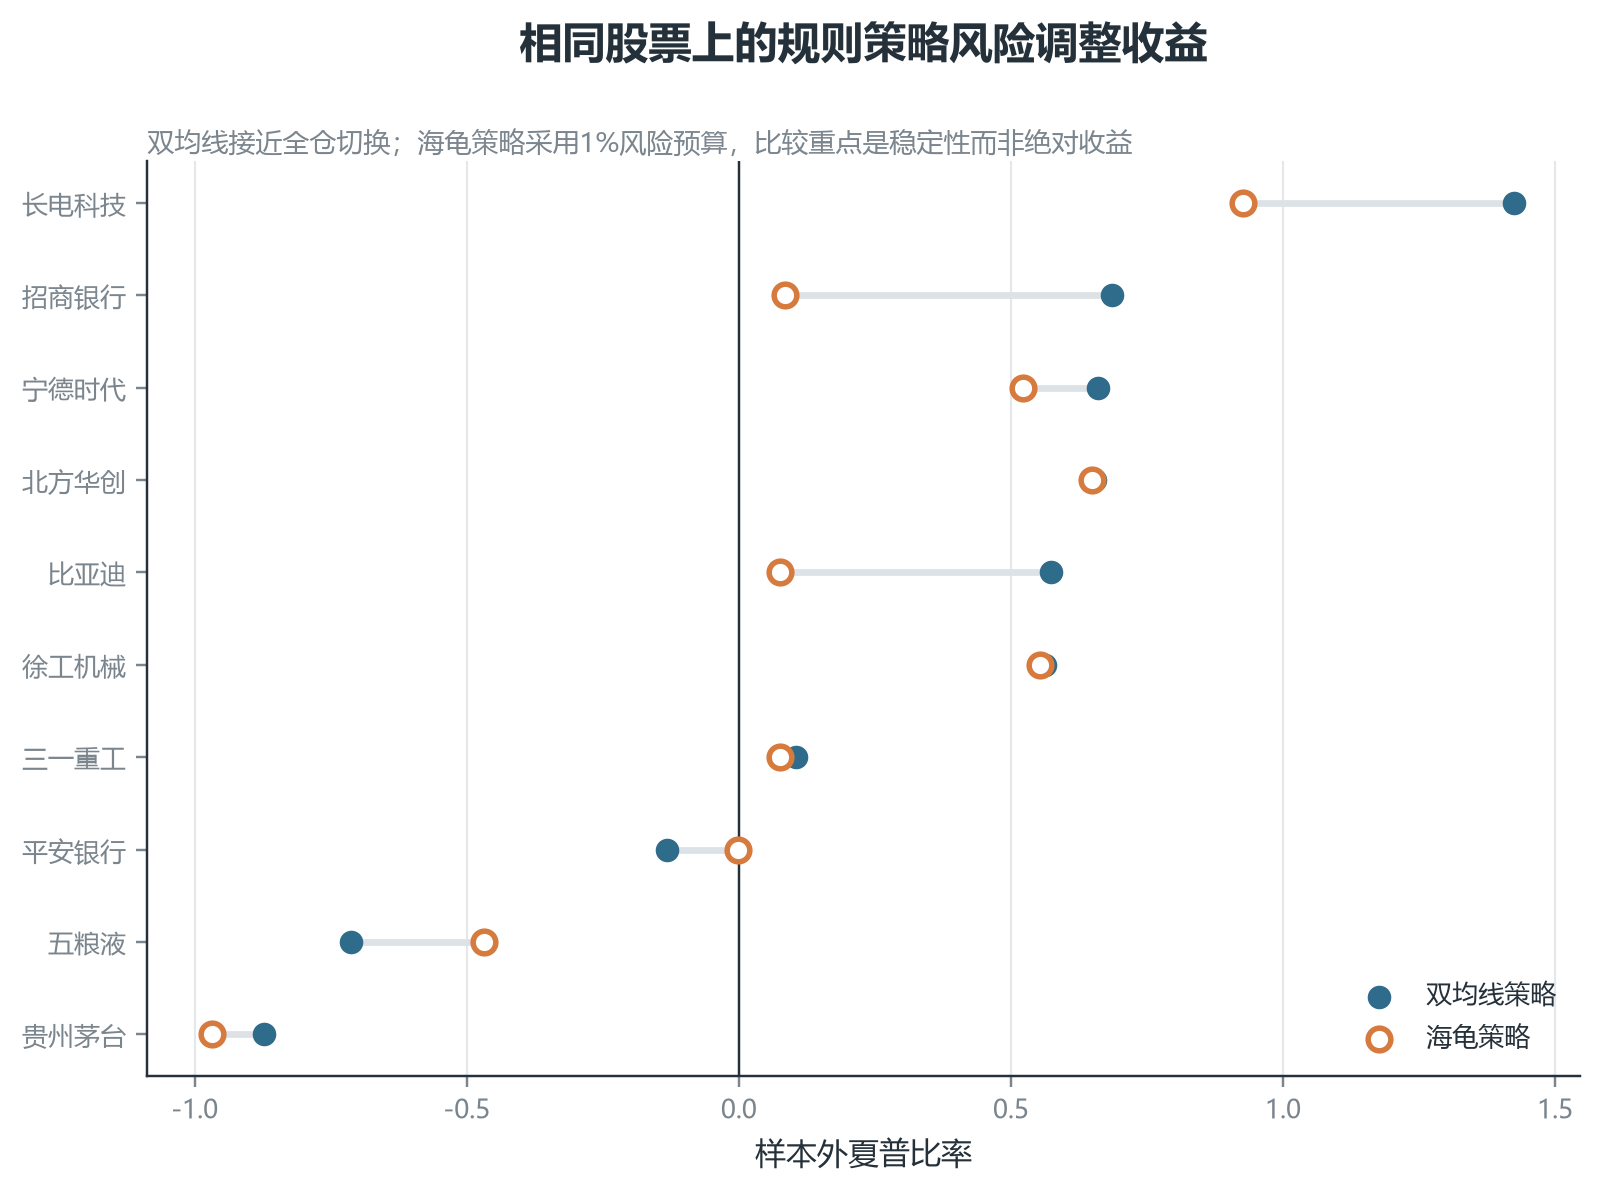 相同股票上的规则策略风险调整收益
双均线接近全仓切换；海龟策略采用1%风险预算，比较重点是稳定性而非绝对收益
长电科技
招商银行
宁德时代
北方华创
比亚迪
徐工机械
三一重工
平安银行
五粮液
贵州茅台
双均线策略
海龟策略
-1.0 -0.5 0.0 0.5 1.0 1.5
样本外夏普比率